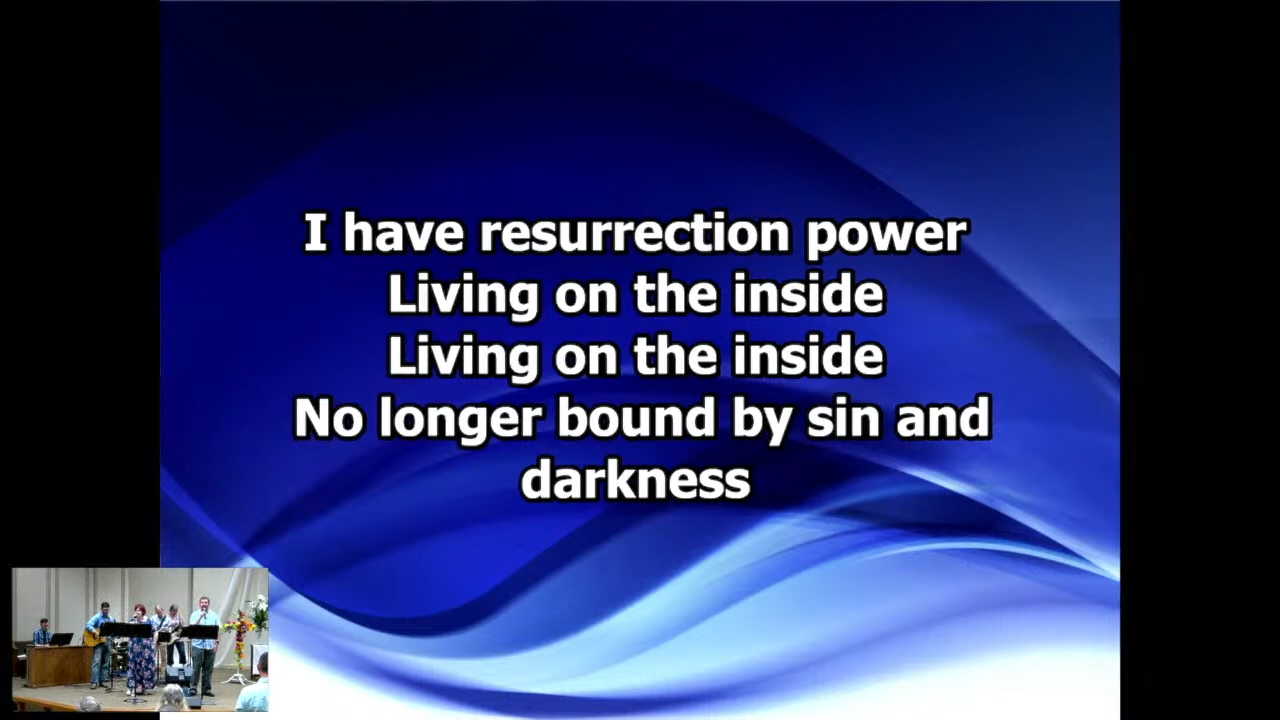 I have resurrection power
Living on the inside
Living on the inside
No longer bound by sin and
darkness